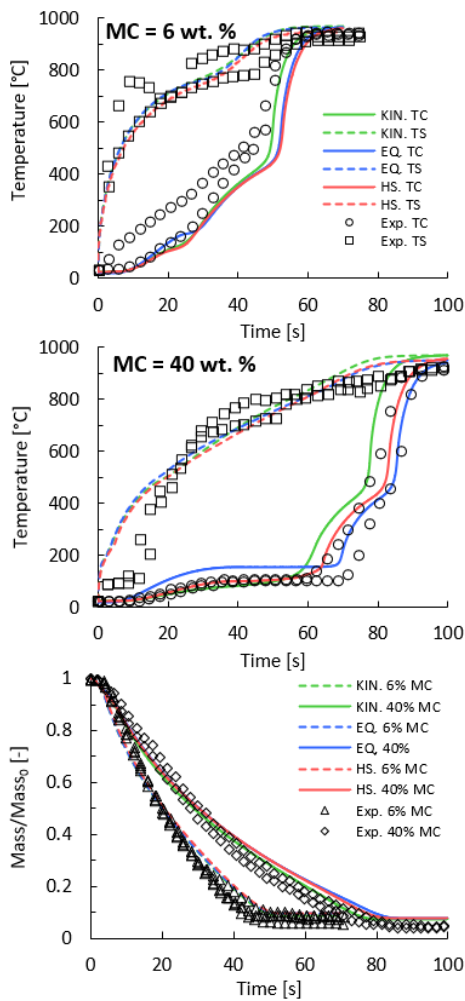 MC = 6 wt. %
1000
800
600
400
200
0
Temperature [°C]
KIN. TC
KIN. TS
EQ. TC
EQ. TS
HS. TC
HS. TS
Exp. TC
Exp. TS
0 20 40 60 80 100
Time [s]
MC = 40 wt. %
1000
800
600
400
200
0
Temperature [°C]
0 20 40 60 80 100
Time [s]
1
0.8
0.6
0.4
0.2
0
Mass/Mass₀
KIN. 6% MC
KIN. 40% MC
EQ. 6% MC
EQ. 40%
HS. 6% MC
HS. 40% MC
Exp. 6% MC
Exp. 40% MC
0 20 40 60 80 100
Time [s]